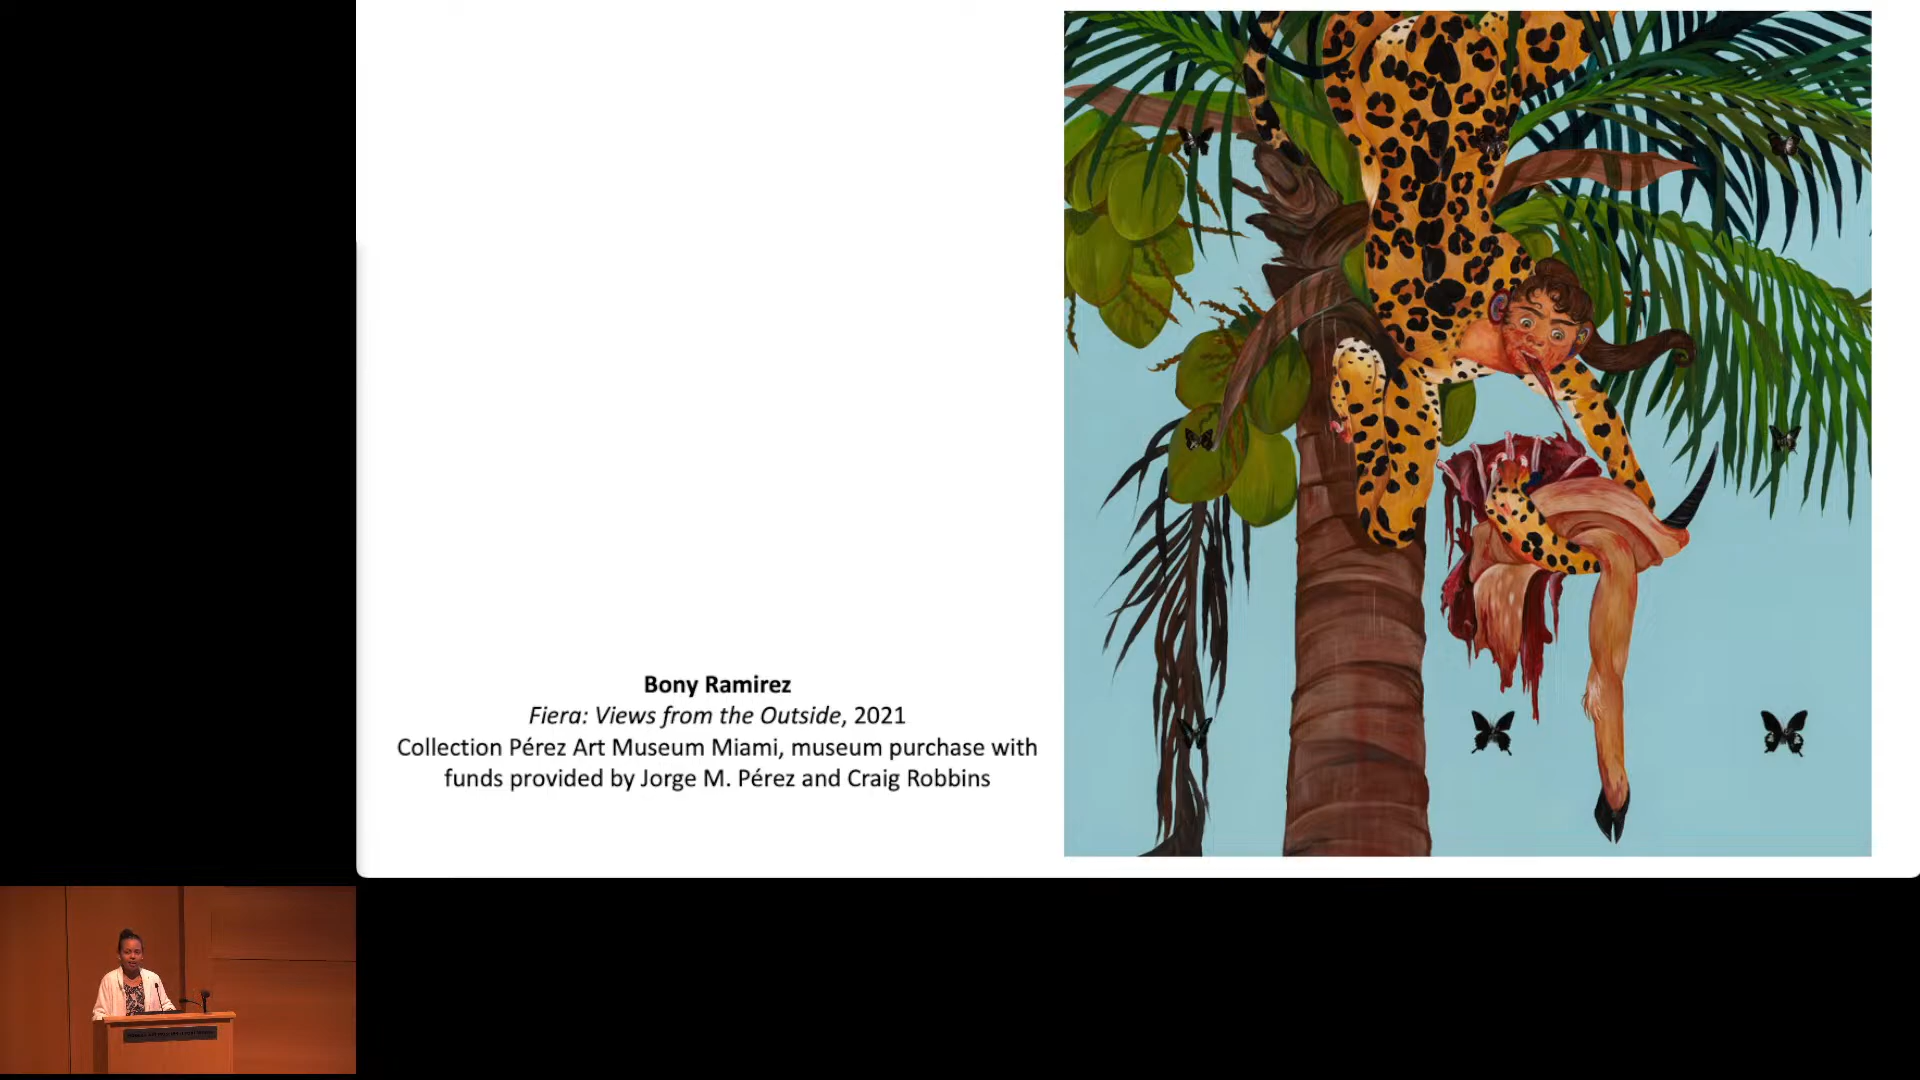 Bony Ramirez
Fiera: Views from the Outside, 2021
Collection Pérez Art Museum Miami, museum purchase with
funds provided by Jorge M. Pérez and Craig Robbins